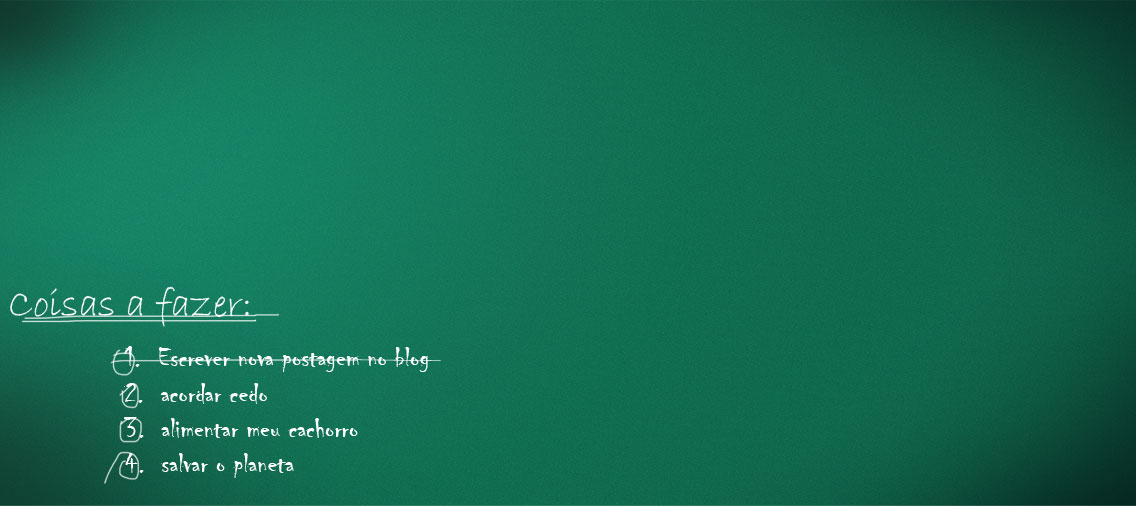 Coisas a fazer:
1. Escrever nova postagem no blog
2. acordar cedo
3. alimentar meu cachorro
4. salvar o planeta